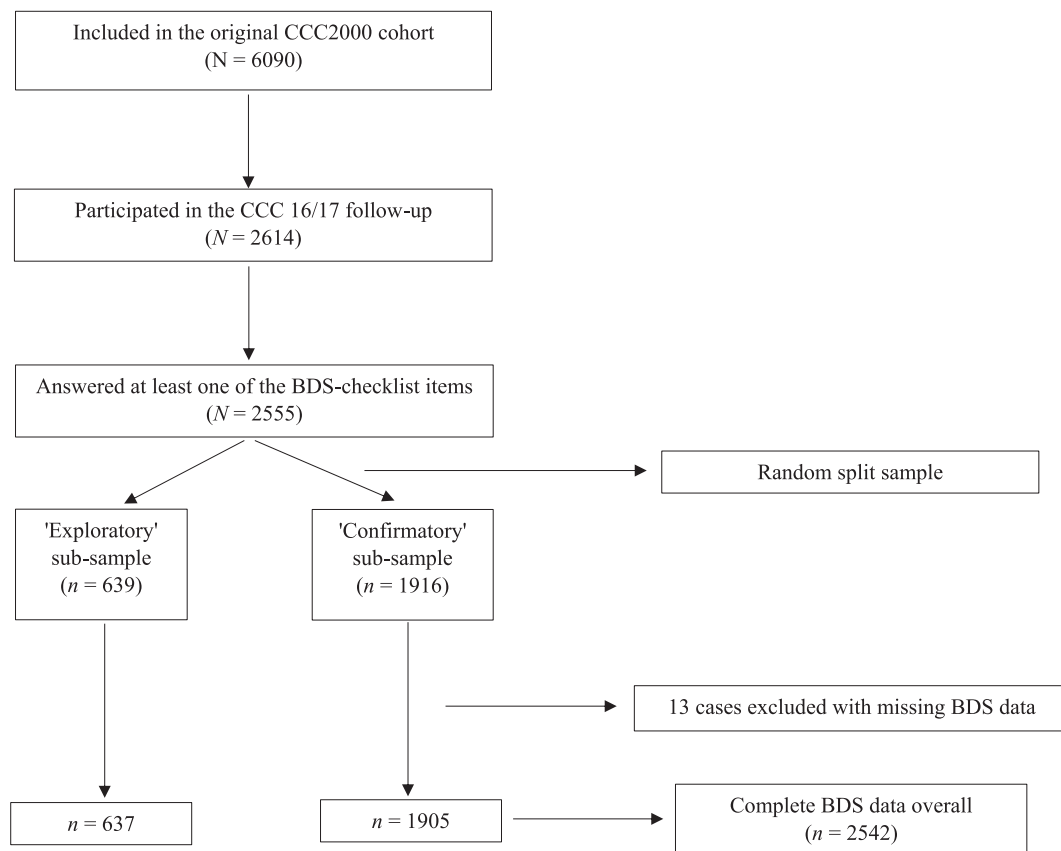 Included in the original CCC2000 cohort
(N = 6090)
Participated in the CCC 16/17 follow-up
(N = 2614)
Answered at least one of the BDS-checklist items
(N = 2555)
Random split sample
'Exploratory'
sub-sample
(n = 639)
'Confirmatory'
sub-sample
(n = 1916)
13 cases excluded with missing BDS data
n = 637
n = 1905
Complete BDS data overall
(n = 2542)